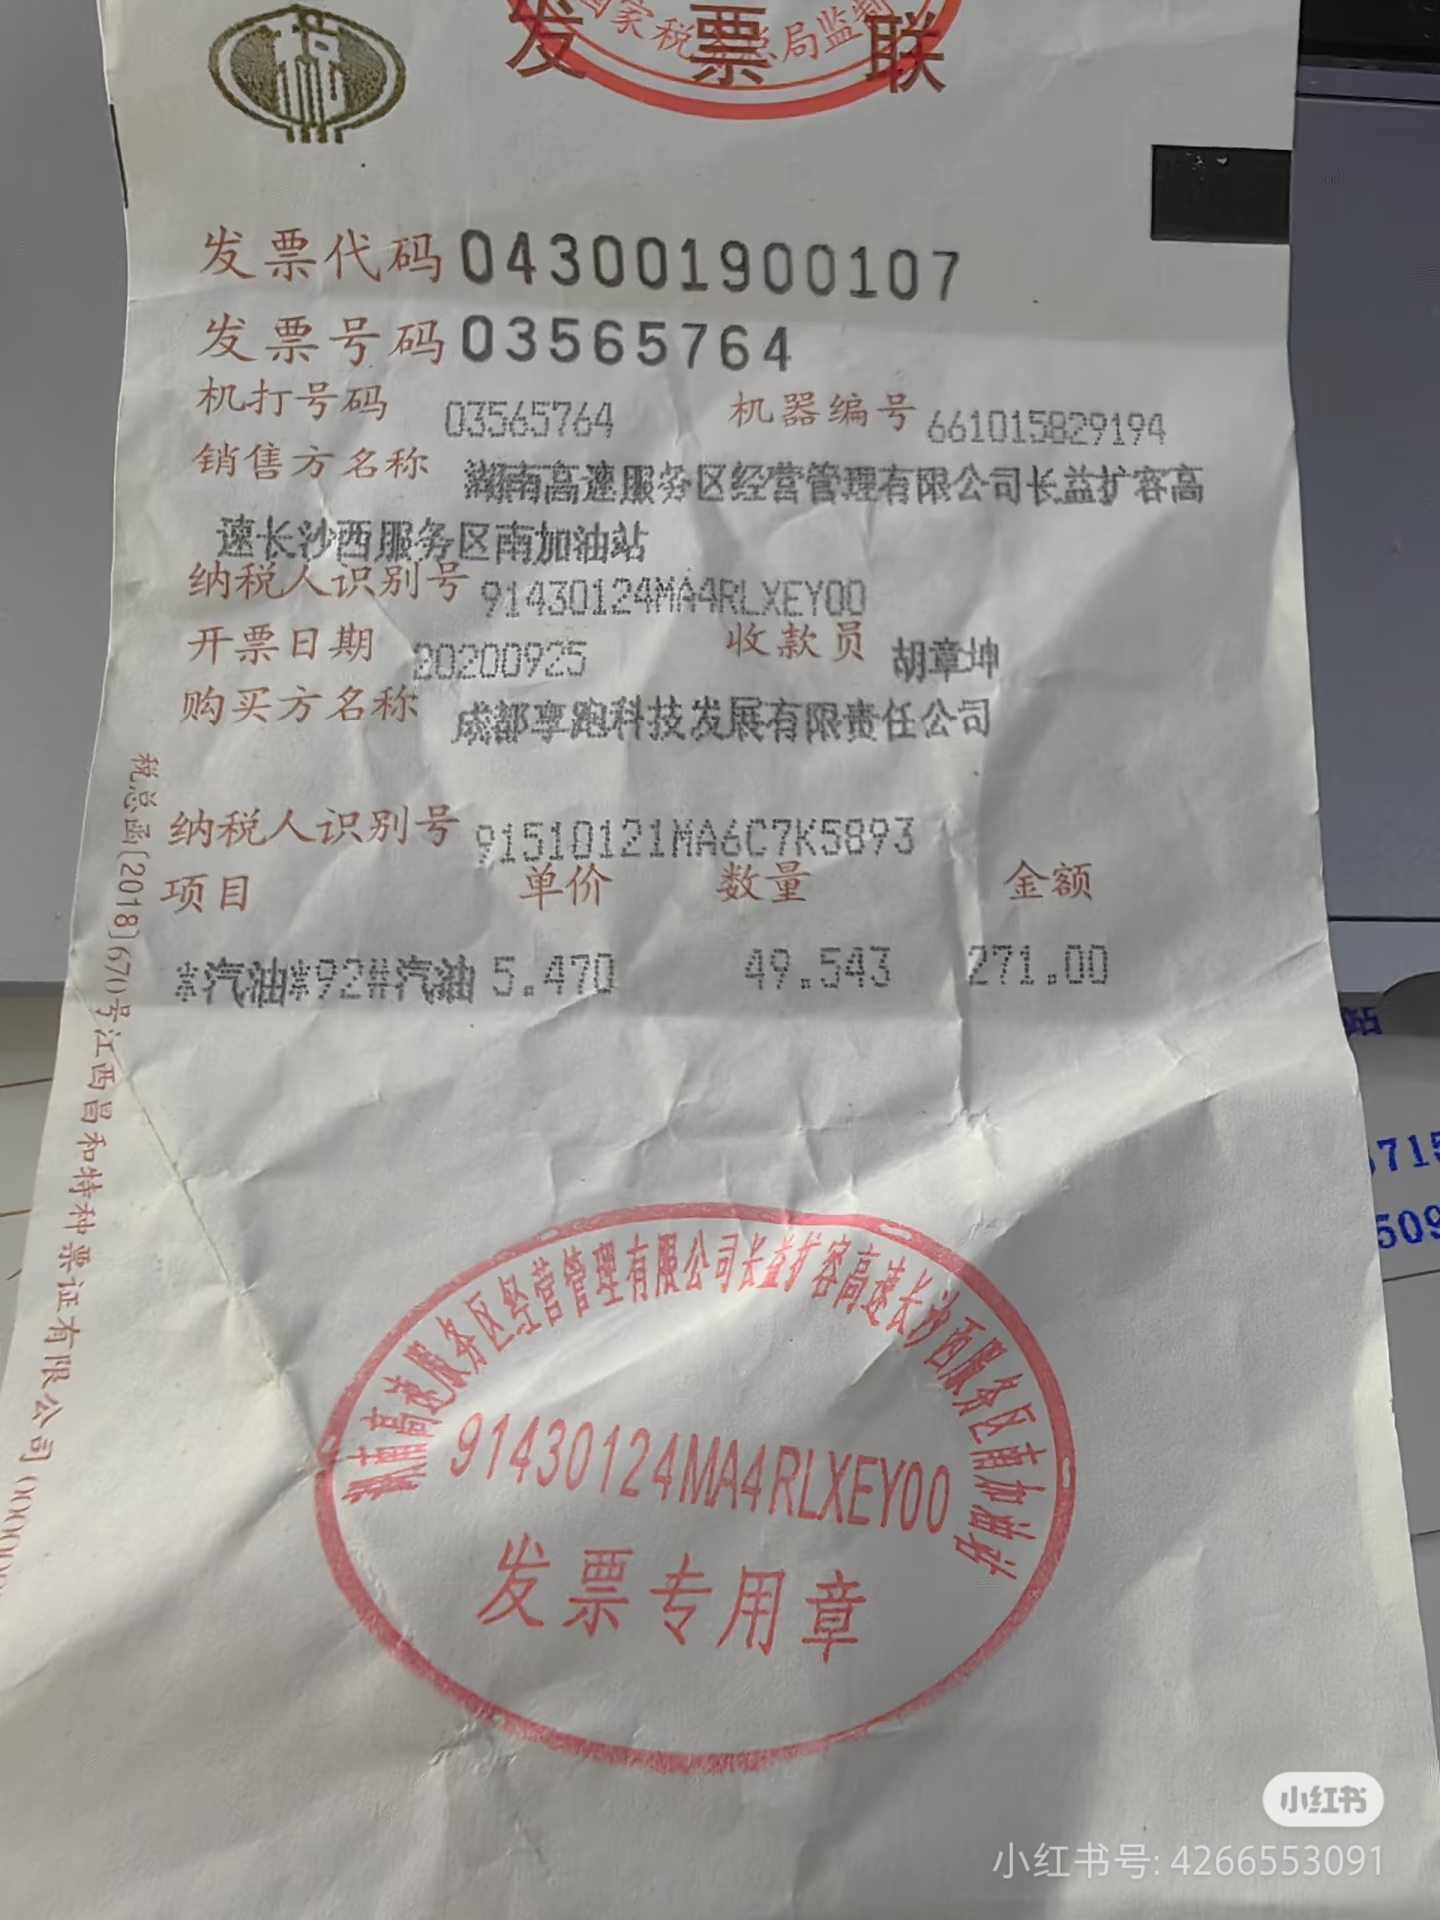 税
国家税务总局监制
发票联
发票代码 043001900107
发票号码 03565764
机打号码 03565764 机器编号 661015829194
销售方名称 湖南高速服务区经营管理有限公司长益扩容高
速长沙西服务区南加油站
纳税人识别号 91430124MA4RLXEY00
开票日期 20200925 收款员 胡章坤
购买方名称 成都享跑科技发展有限责任公司
纳税人识别号 91510121MA6C7K5893
项目 单价 数量 金额
*汽油*92#汽油 5.470 49.543 271.00
税总函[2018]670号江西昌和特种票证有限公司
湖南高速服务区经营管理有限公司长益扩容高速长沙西服务区南加油站
91430124MA4RLXEY00
发票专用章
站
715
509
小红书
小红书号: 4266553091